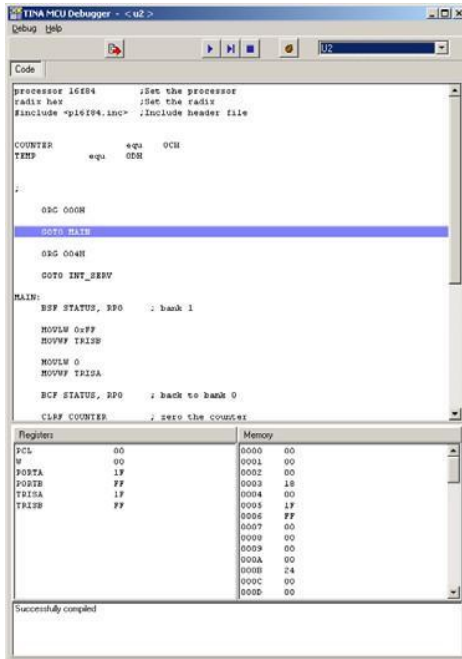 TINA MCU Debugger - < u2 >
Debug Help
U2
Code
processor 16f84 ;Set the processor
radix hex ;Set the radix
#include <p16f84.inc> ;Include header file
COUNTER equ 0CH
TEMP equ 0DH
;
ORG 000H
GOTO MAIN
ORG 004H
GOTO INT_SERV
MAIN:
BSF STATUS, RP0 ; bank 1
MOVLW 0xFF
MOVWF TRISB
MOVLW 0
MOVWF TRISA
BCF STATUS, RP0 ; back to bank 0
CLRF COUNTER ; zero the counter
Registers
PCL 00
W 00
PORTA 1F
PORTB FF
TRISA 1F
TRISB FF
Memory
0000 00
0001 00
0002 00
0003 18
0004 00
0005 1F
0006 FF
0007 00
0008 00
0009 00
000A 00
000B 24
000C 00
000D 00
Successfully compiled